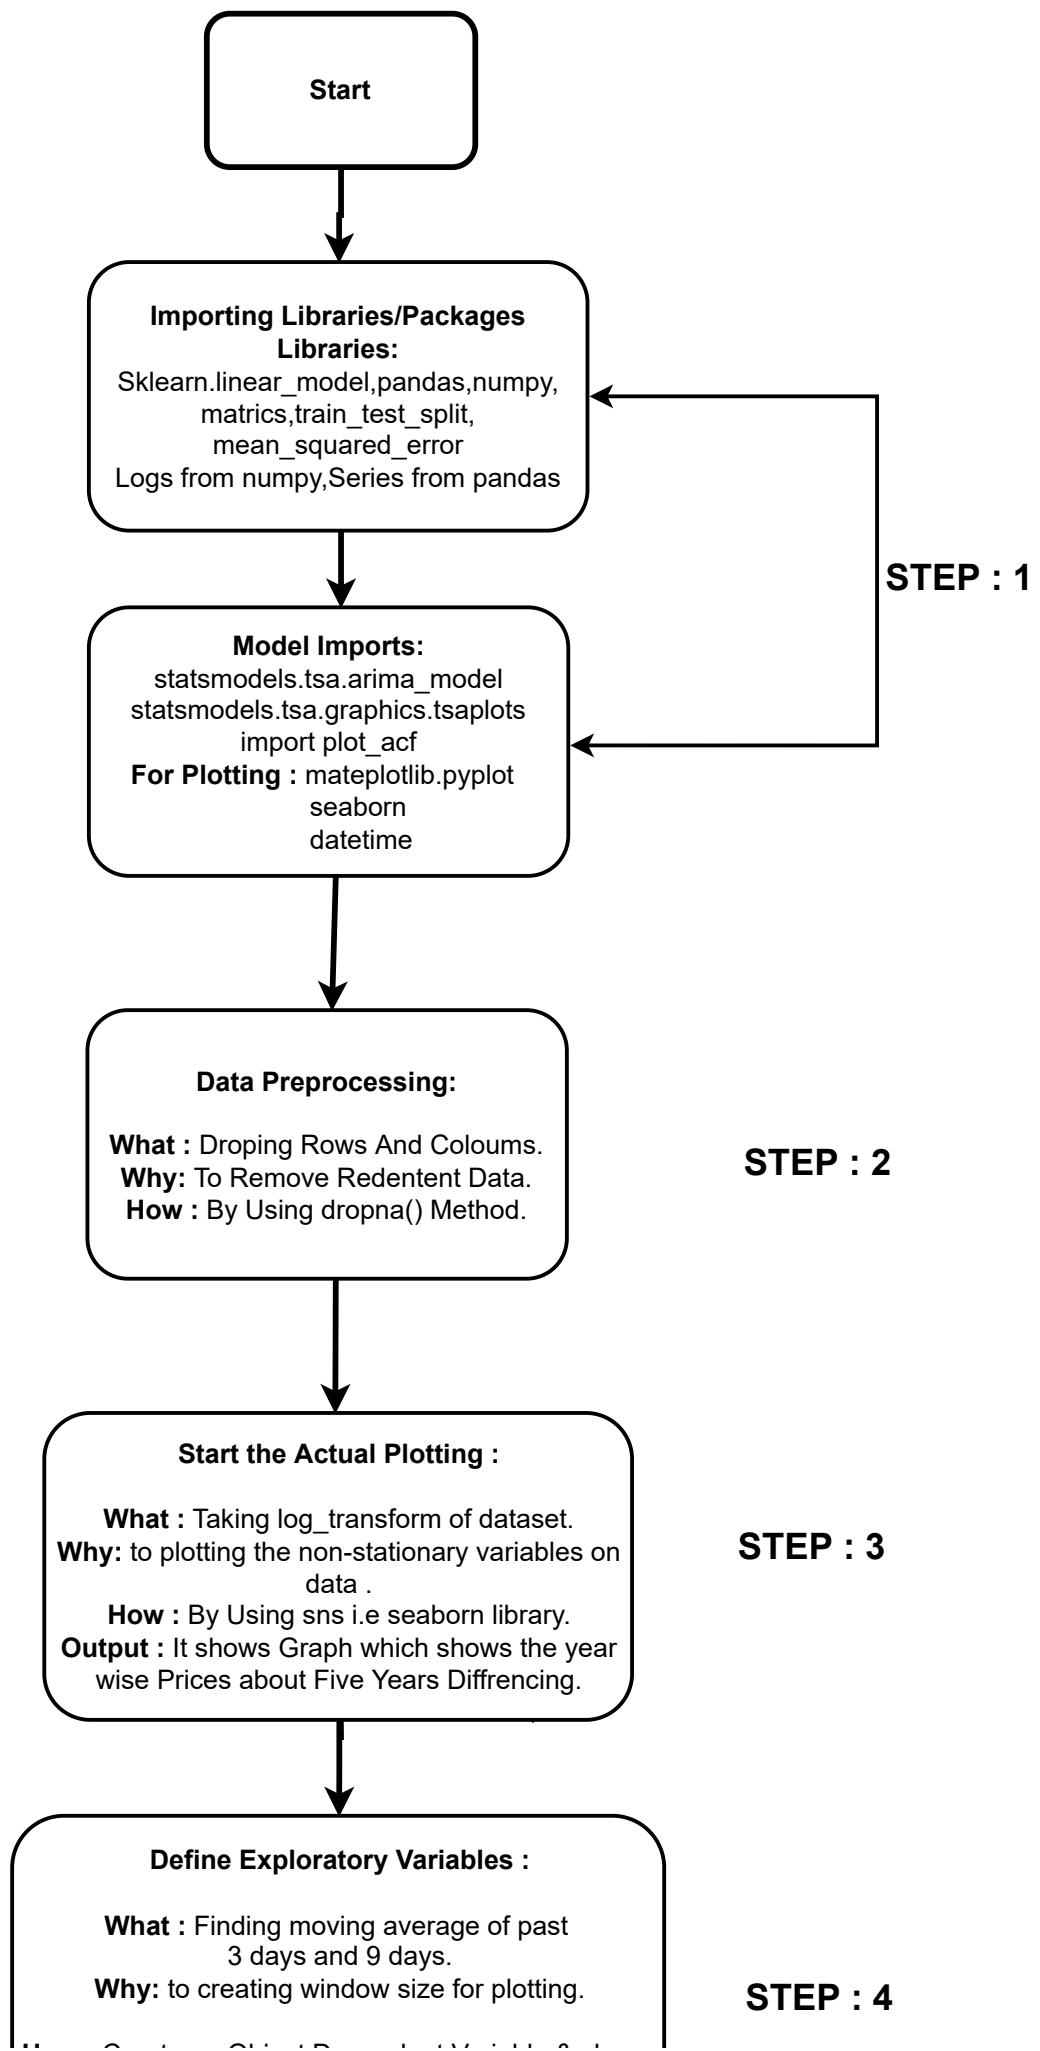 Start
Importing Libraries/Packages
Libraries:
Sklearn.linear_model,pandas,numpy,
matrics,train_test_split,
mean_squared_error
Logs from numpy,Series from pandas
STEP : 1
Model Imports:
statsmodels.tsa.arima_model
statsmodels.tsa.graphics.tsaplots
import plot_acf
For Plotting : mateplotlib.pyplot
seaborn
datetime
Data Preprocessing:
What : Droping Rows And Coloums.
Why: To Remove Redentent Data.
How : By Using dropna() Method.
STEP : 2
Start the Actual Plotting :
What : Taking log_transform of dataset.
Why: to plotting the non-stationary variables on
data .
How : By Using sns i.e seaborn library.
Output : It shows Graph which shows the year
wise Prices about Five Years Diffrencing.
STEP : 3
Define Exploratory Variables :
What : Finding moving average of past
3 days and 9 days.
Why: to creating window size for plotting.
STEP : 4